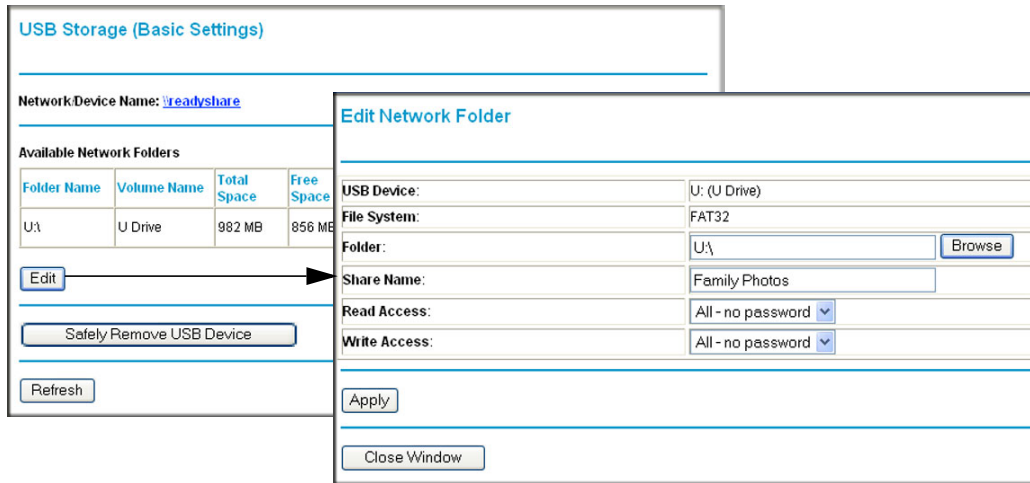 USB Storage (Basic Settings)
Network/Device Name: \\readyshare
Available Network Folders
Folder Name Volume Name Total Space Free Space
U:\ U Drive 982 MB 856 MB
Edit
Safely Remove USB Device
Refresh
Edit Network Folder
USB Device: U: (U Drive)
File System: FAT32
Folder: U:\ Browse
Share Name: Family Photos
Read Access: All - no password
Write Access: All - no password
Apply
Close Window